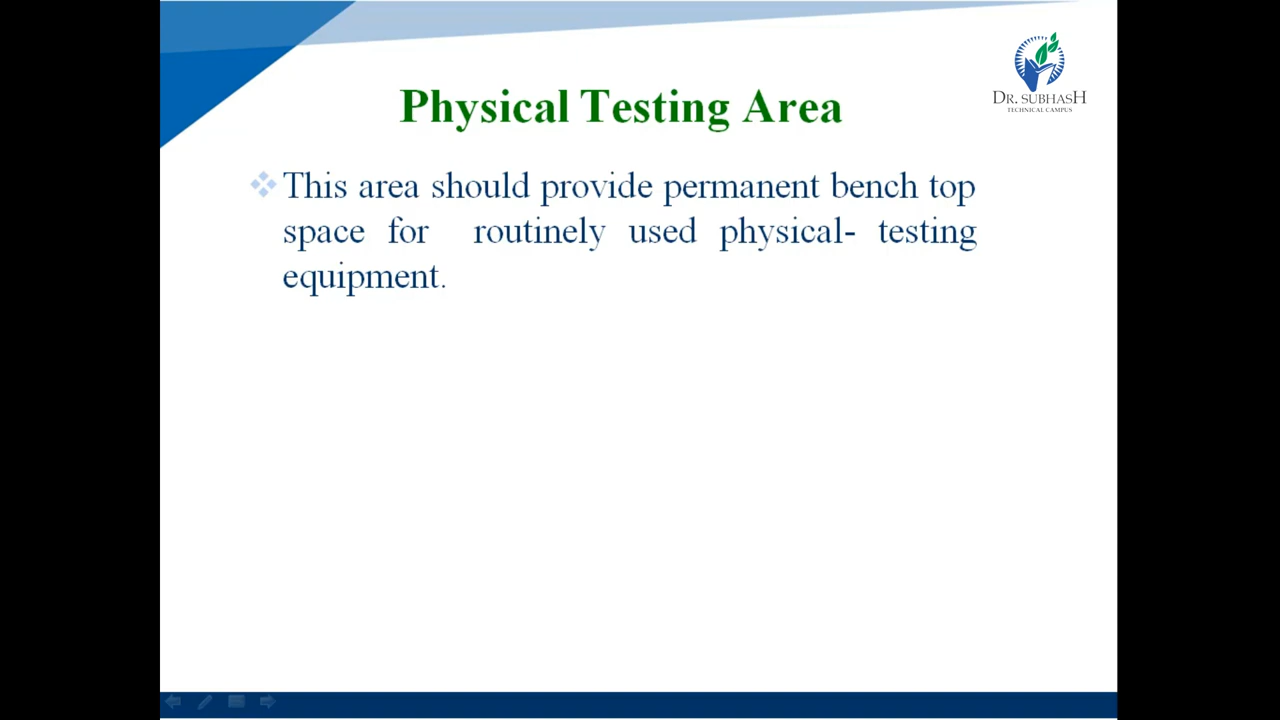 DR. SUBHASH
TECHNICAL CAMPUS
Physical Testing Area
This area should provide permanent bench top
space for routinely used physical- testing
equipment.